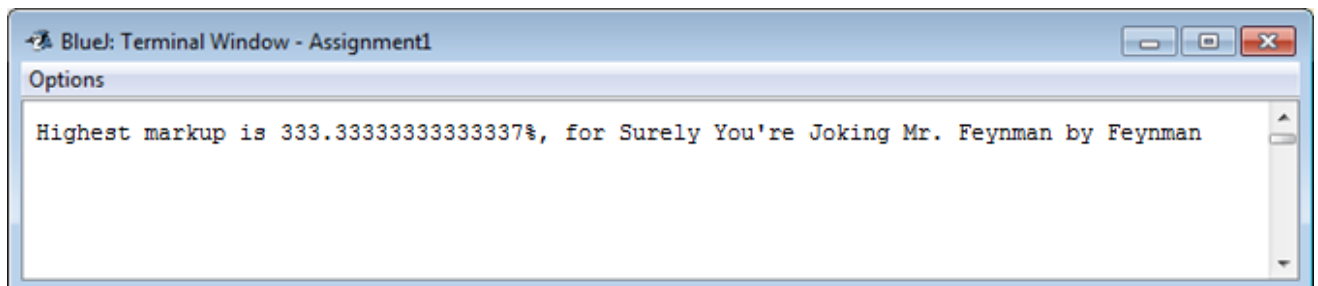 BlueJ: Terminal Window - Assignment1
Options
Highest markup is 333.33333333333337%, for Surely You're Joking Mr. Feynman by Feynman